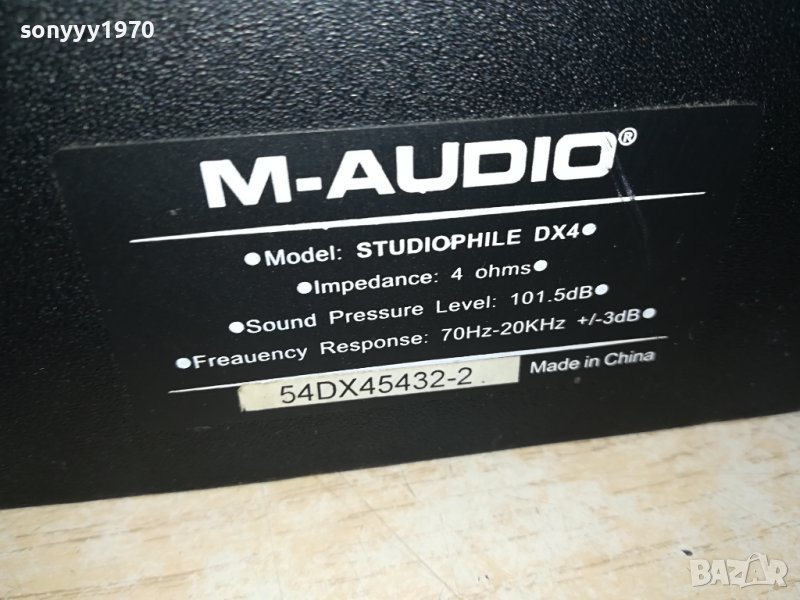 sonyyy1970
M-AUDIO®
●Model: STUDIOPHILE DX4●
●Impedance: 4 ohms●
●Sound Pressure Level: 101.5dB●
●Freauency Response: 70Hz-20KHz +/-3dB●
54DX45432-2
Made in China
BAZAR